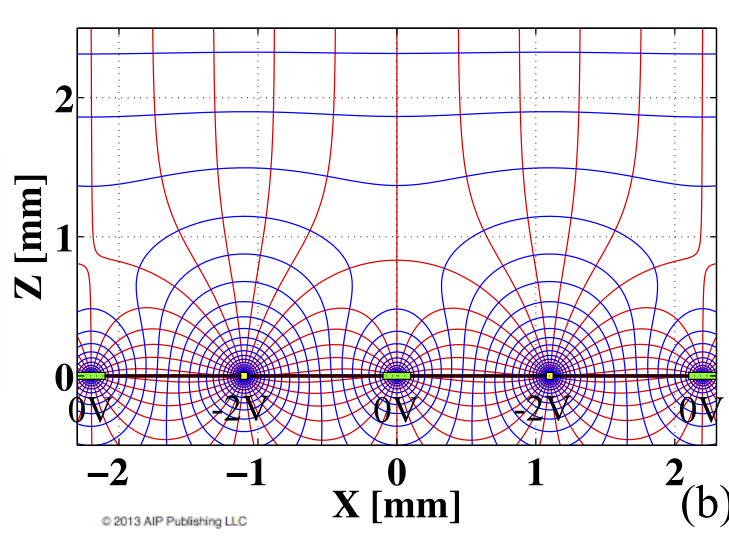 2
1
0
Z [mm]
0V -2V 0V -2V 0V
−2 −1 0 1 2
X [mm]
(b)
© 2013 AIP Publishing LLC